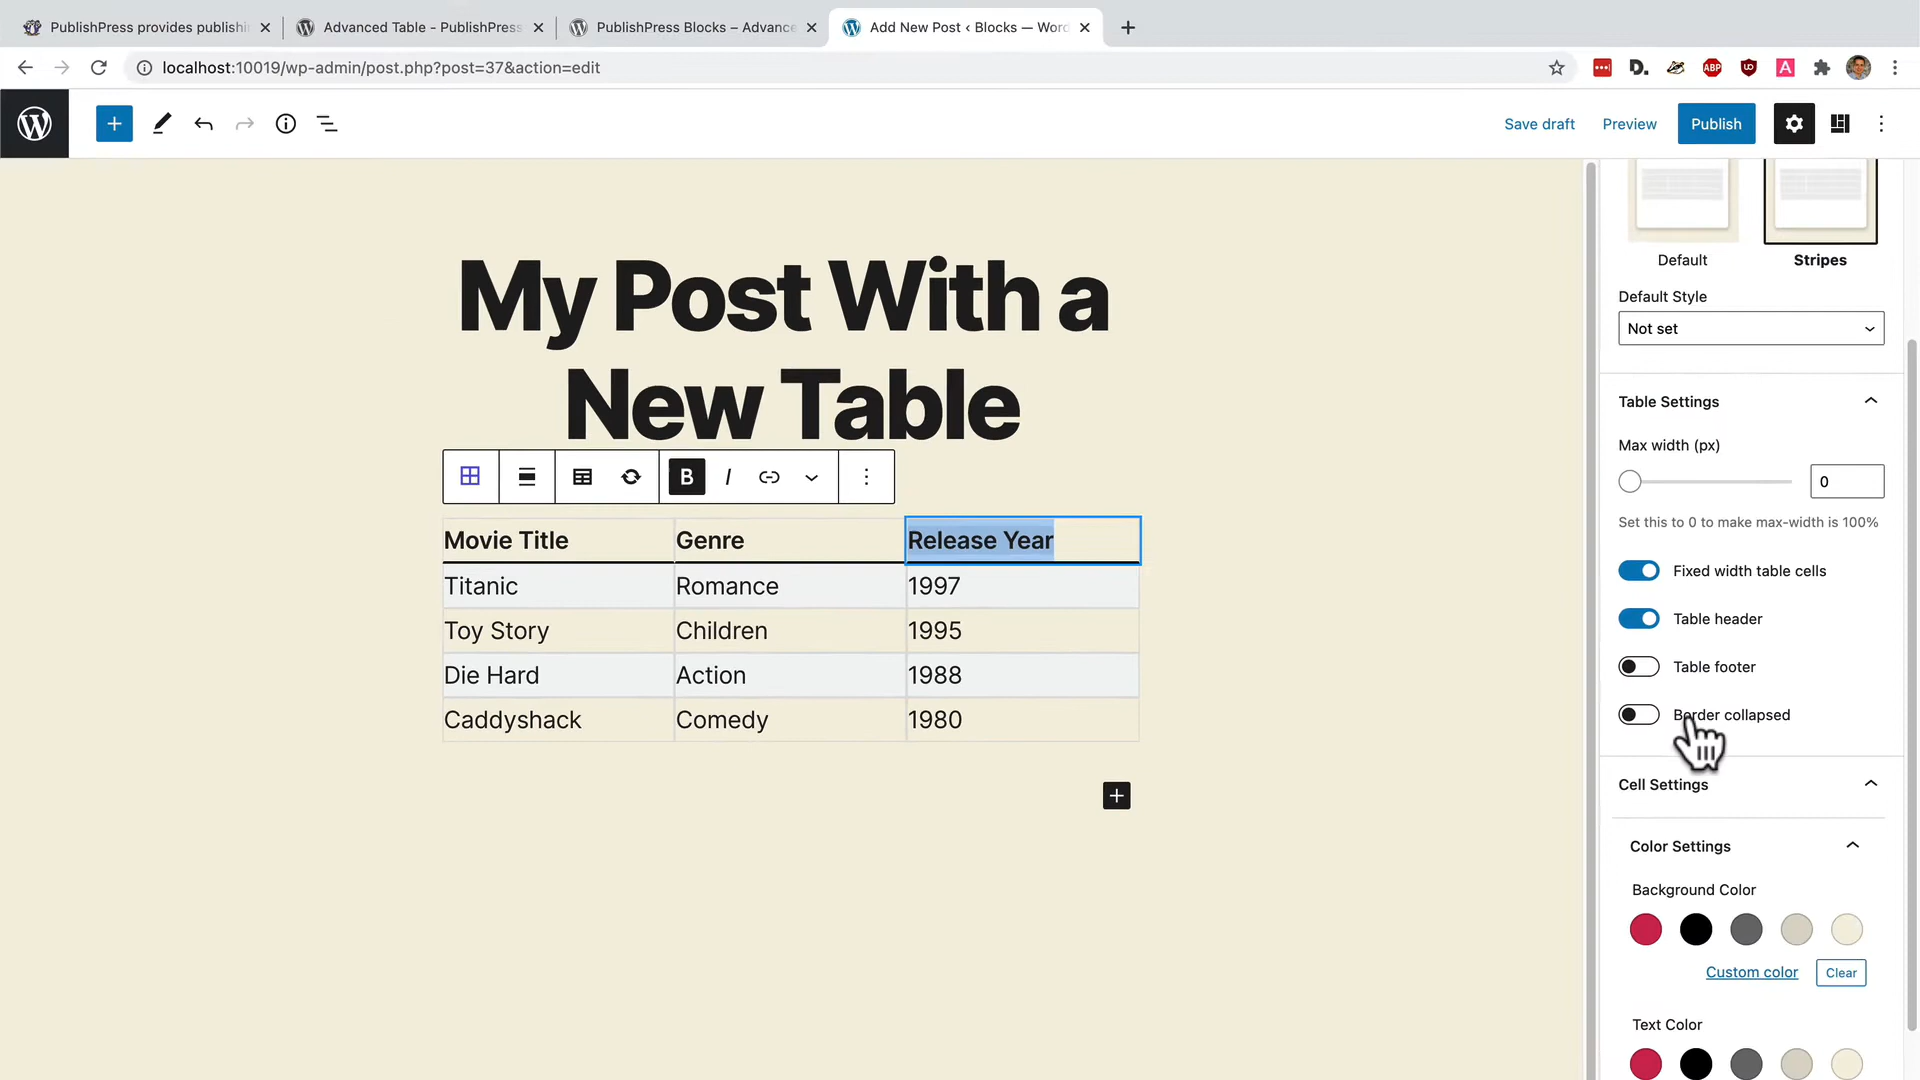 PublishPress provides publishi
Advanced Table - PublishPress
PublishPress Blocks – Advance
Add New Post ‹ Blocks — Word
localhost:10019/wp-admin/post.php?post=37&action=edit
D.
ABP
A
Save draft
Preview
Publish
Default
Stripes
Default Style
Not set
My Post With a
New Table
Table Settings
Max width (px)
0
Set this to 0 to make max-width is 100%
B I
Movie Title Genre Release Year
Titanic Romance 1997
Toy Story Children 1995
Die Hard Action 1988
Caddyshack Comedy 1980
Fixed width table cells
Table header
Table footer
Border collapsed
Cell Settings
Color Settings
Background Color
Custom color
Clear
Text Color